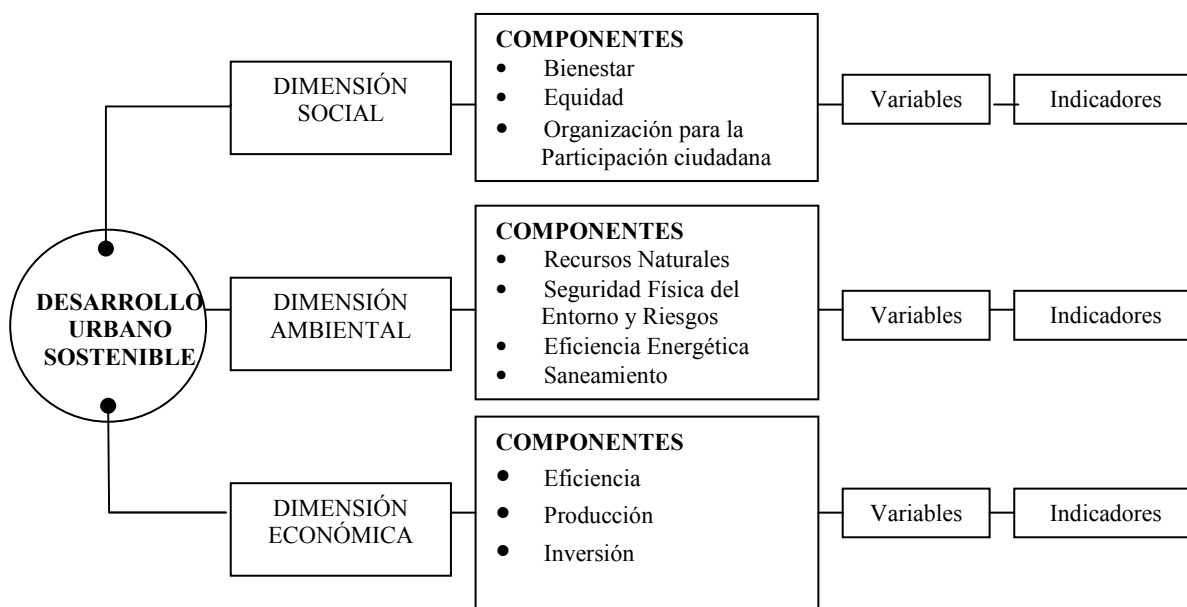 DESARROLLO
URBANO
SOSTENIBLE
DIMENSIÓN
SOCIAL
COMPONENTES
• Bienestar
• Equidad
• Organización para la
Participación ciudadana
Variables
Indicadores
DIMENSIÓN
AMBIENTAL
COMPONENTES
• Recursos Naturales
• Seguridad Física del
Entorno y Riesgos
• Eficiencia Energética
• Saneamiento
Variables
Indicadores
DIMENSIÓN
ECONÓMICA
COMPONENTES
• Eficiencia
• Producción
• Inversión
Variables
Indicadores